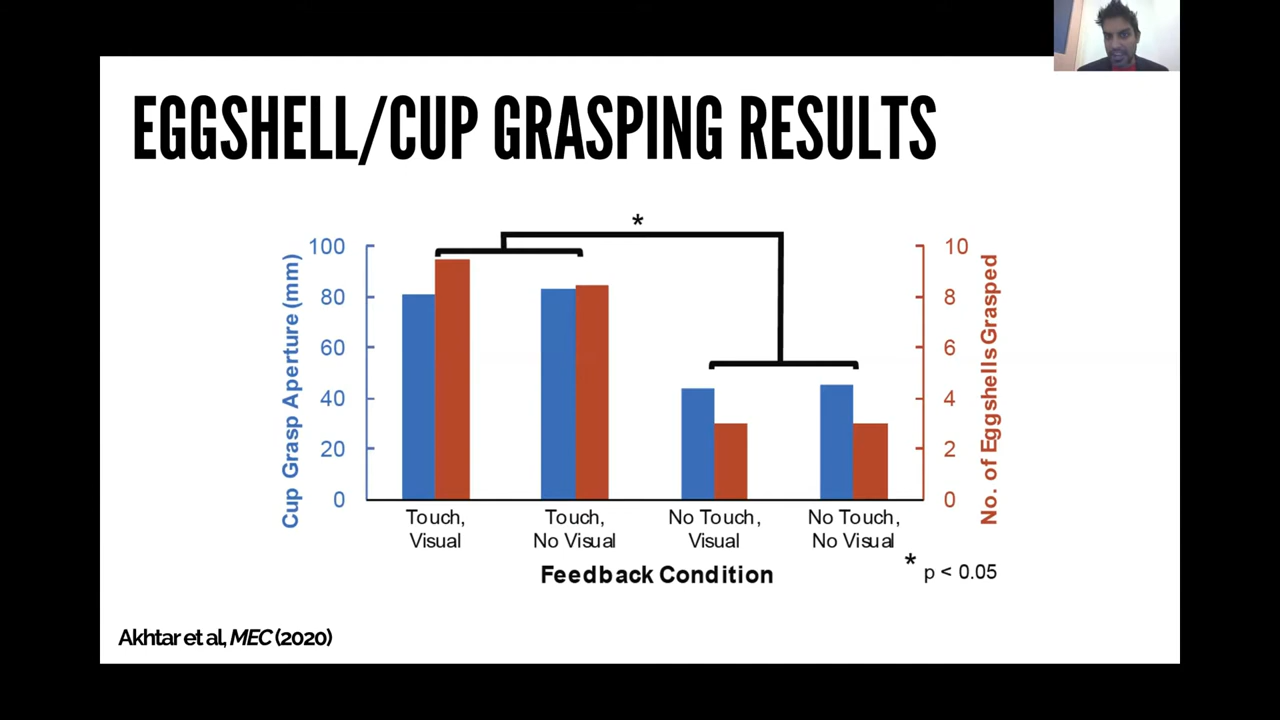 EGGSHELL/CUP GRASPING RESULTS
*
Cup Grasp Aperture (mm)
100
80
60
40
20
0
10
8
6
4
2
0
No. of Eggshells Grasped
Touch,
Visual
Touch,
No Visual
No Touch,
Visual
No Touch,
No Visual
Feedback Condition
* p < 0.05
Akhtar et al, MEC (2020)